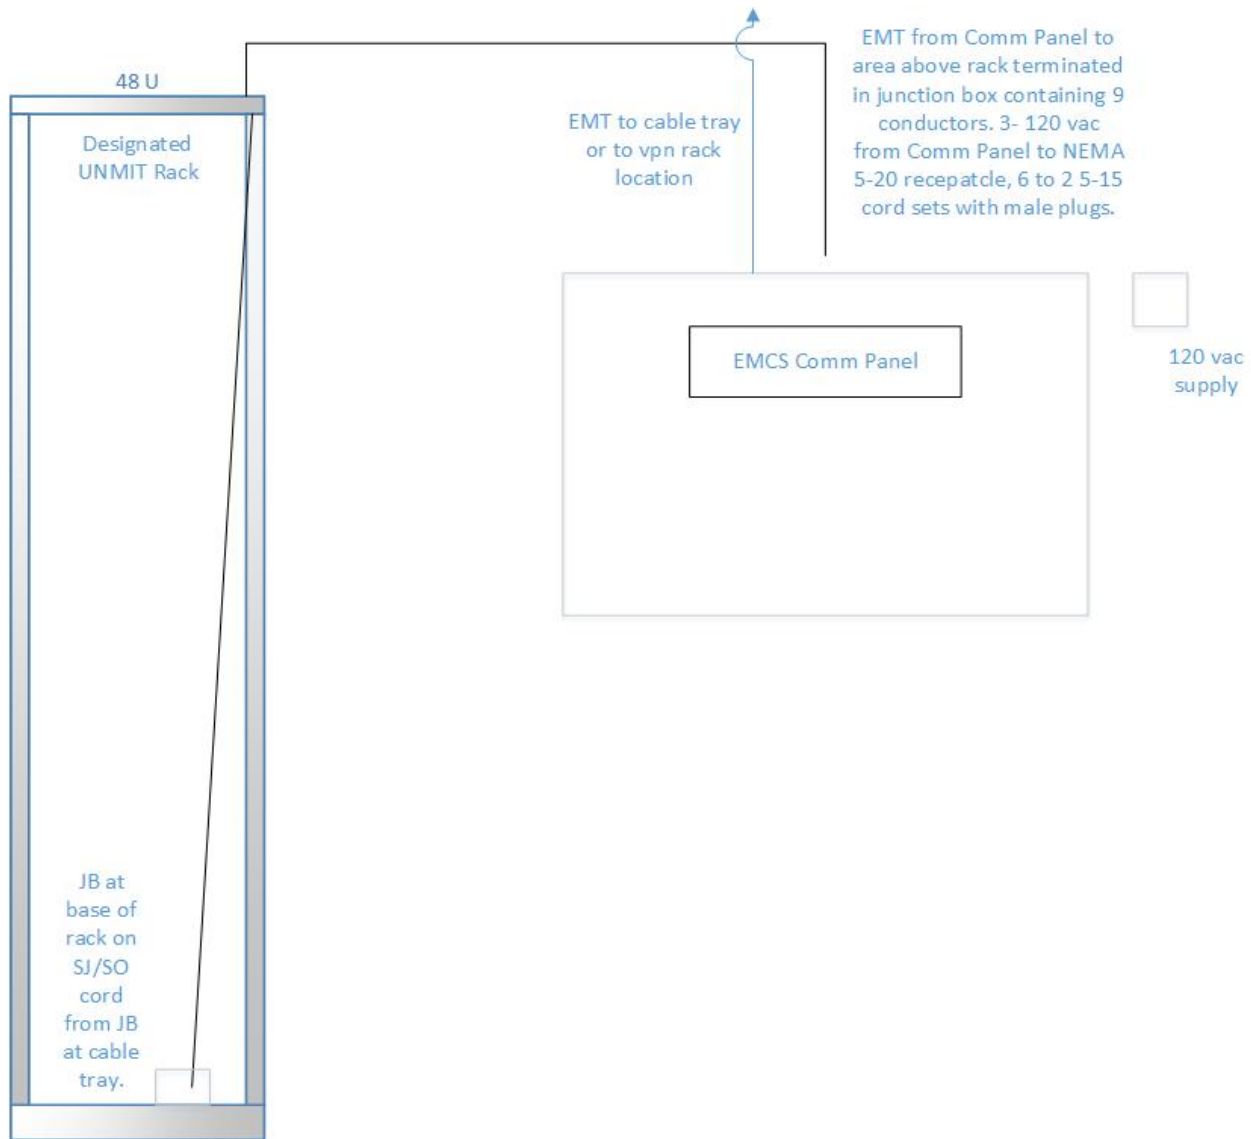 48 U
Designated
UNMIT Rack
EMT to cable tray
or to vpn rack
location
EMT from Comm Panel to
area above rack terminated
in junction box containing 9
conductors. 3- 120 vac
from Comm Panel to NEMA
5-20 recepatcle, 6 to 2 5-15
cord sets with male plugs.
EMCS Comm Panel
120 vac
supply
JB at
base of
rack on
SJ/SO
cord
from JB
at cable
tray.